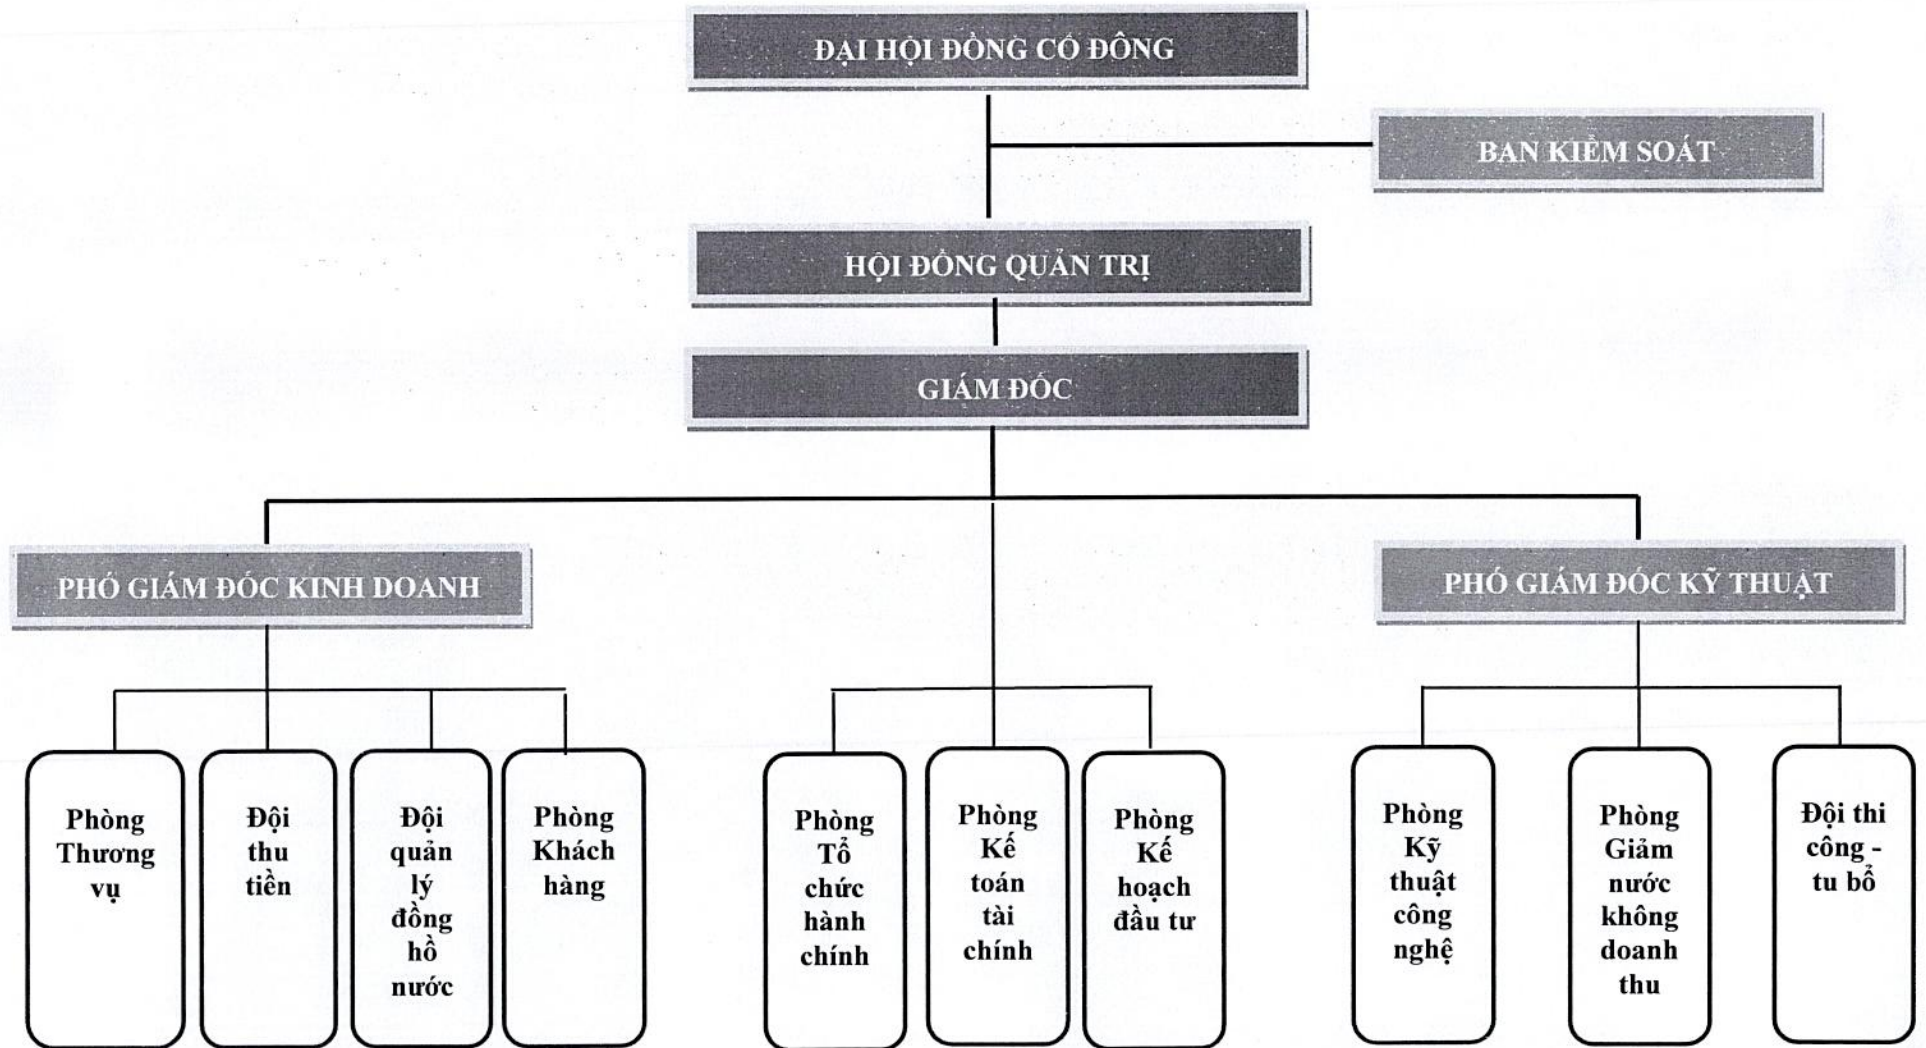 ĐẠI HỘI ĐỒNG CỔ ĐÔNG
BAN KIỂM SOÁT
HỘI ĐỒNG QUẢN TRỊ
GIÁM ĐỐC
PHÓ GIÁM ĐỐC KINH DOANH
PHÓ GIÁM ĐỐC KỸ THUẬT
Phòng
Thương
vụ
Đội
thu
tiền
Đội
quản
lý
đồng
hồ
nước
Phòng
Khách
hàng
Phòng
Tổ
chức
hành
chính
Phòng
Kế
toán
tài
chính
Phòng
Kế
hoạch
đầu tư
Phòng
Kỹ
thuật
công
nghệ
Phòng
Giảm
nước
không
doanh
thu
Đội thi
công -
tu bổ